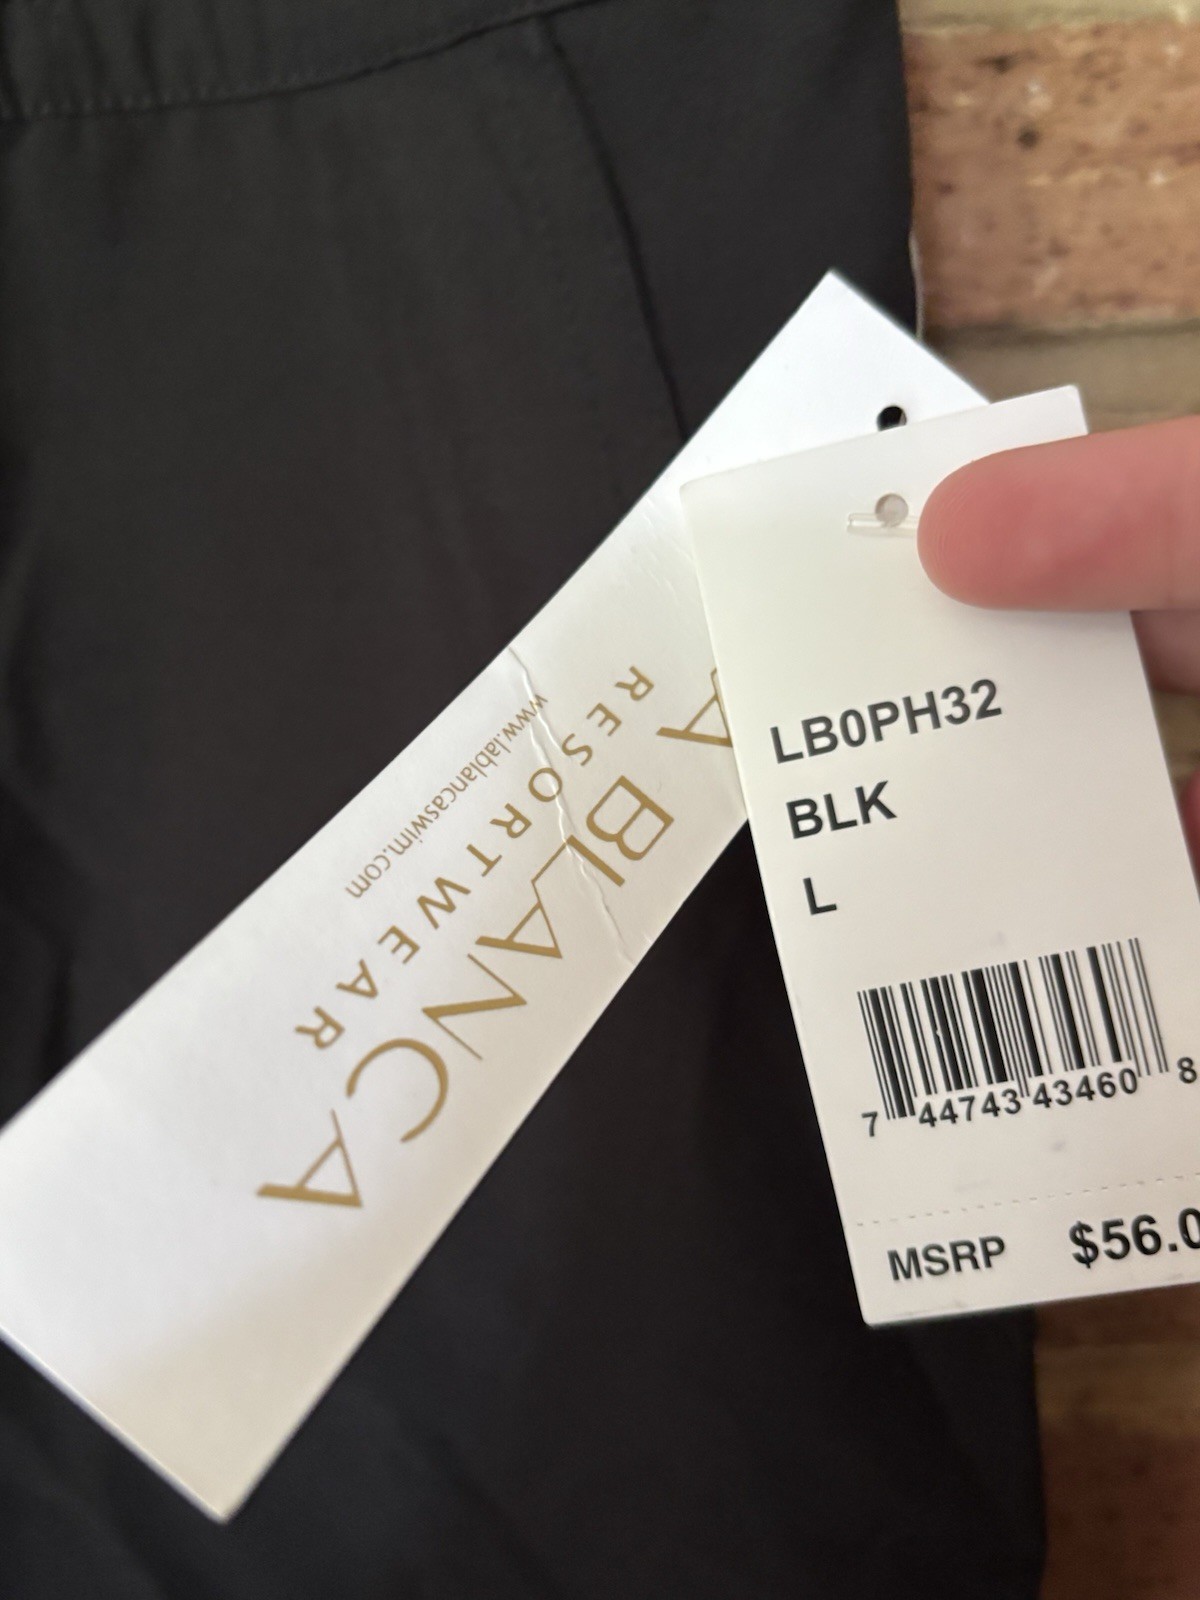 A BLANCA
RESORTWEAR
www.lablancaswim.com
LB0PH32
BLK
L
7 44743 43460 8
MSRP $56.0